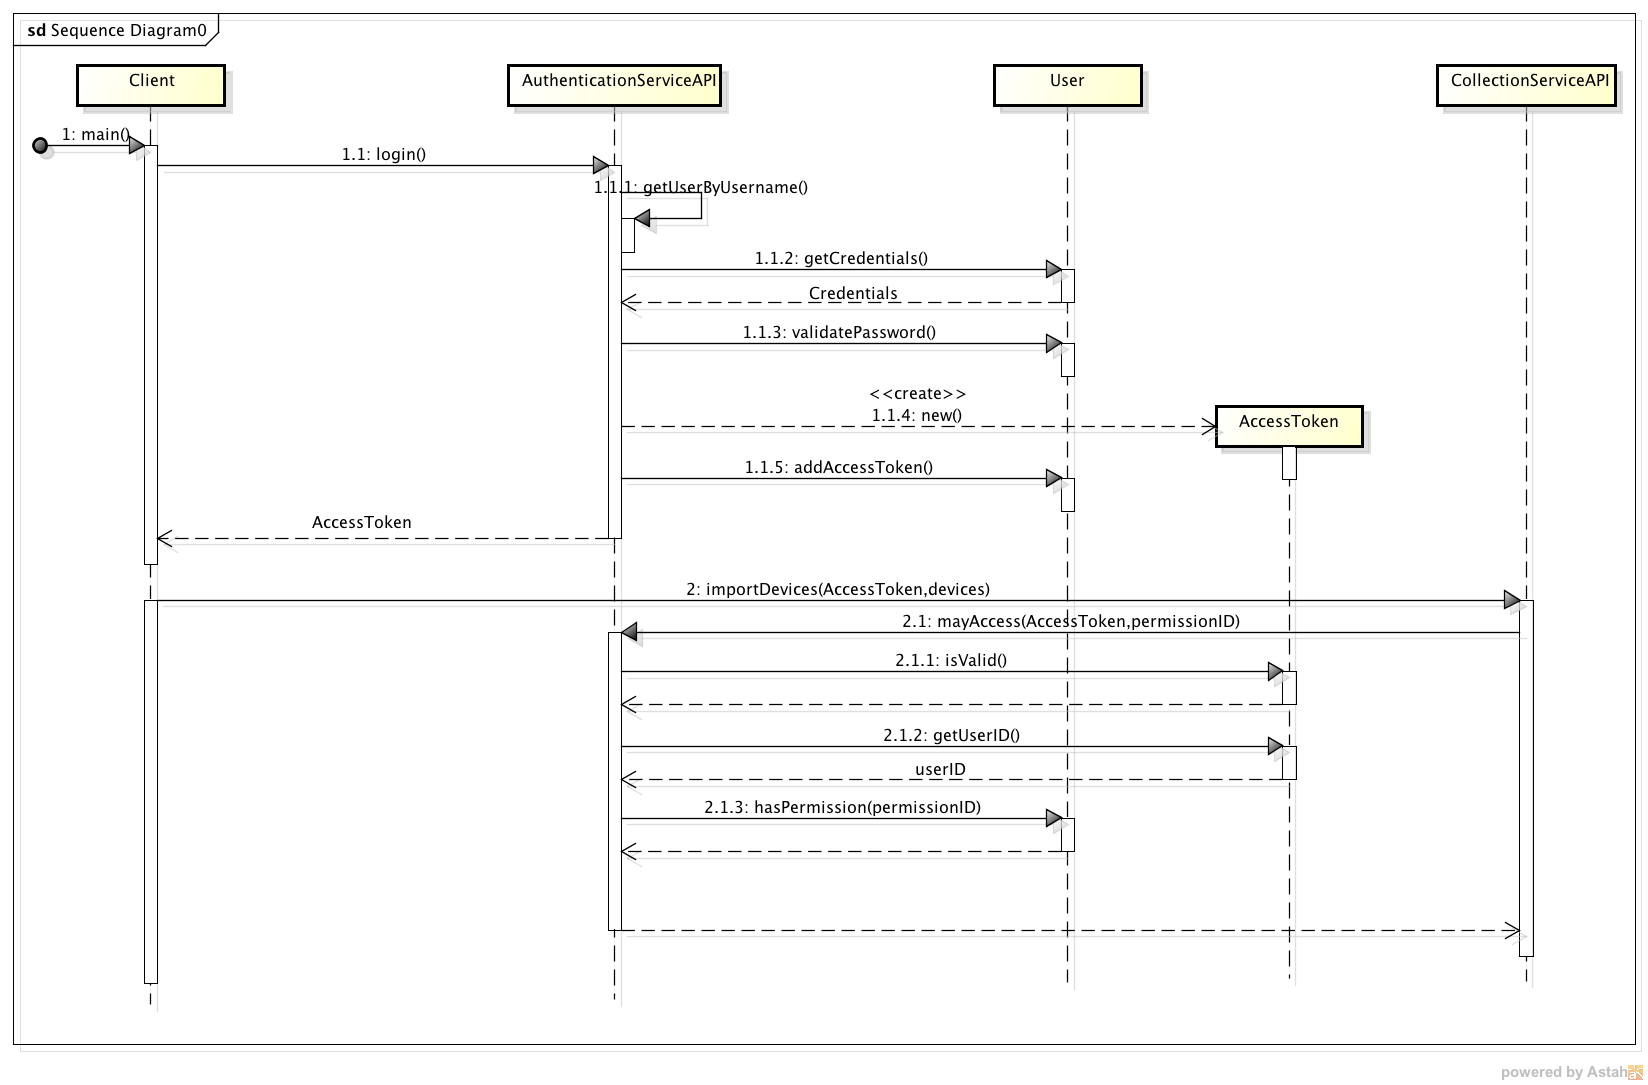 sd Sequence Diagram0
Client
AuthenticationServiceAPI
User
CollectionServiceAPI
1: main()
1.1: login()
1.1.1: getUserByUsername()
1.1.2: getCredentials()
Credentials
1.1.3: validatePassword()
<<create>>
1.1.4: new()
AccessToken
1.1.5: addAccessToken()
AccessToken
2: importDevices(AccessToken,devices)
2.1: mayAccess(AccessToken,permissionID)
2.1.1: isValid()
2.1.2: getUserID()
userID
2.1.3: hasPermission(permissionID)
powered by Astah